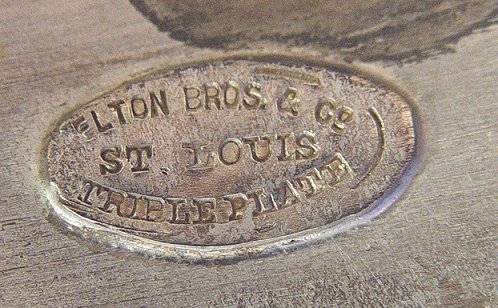 ELTON BROS. & Co
ST. LOUIS
TRIPLE PLATE